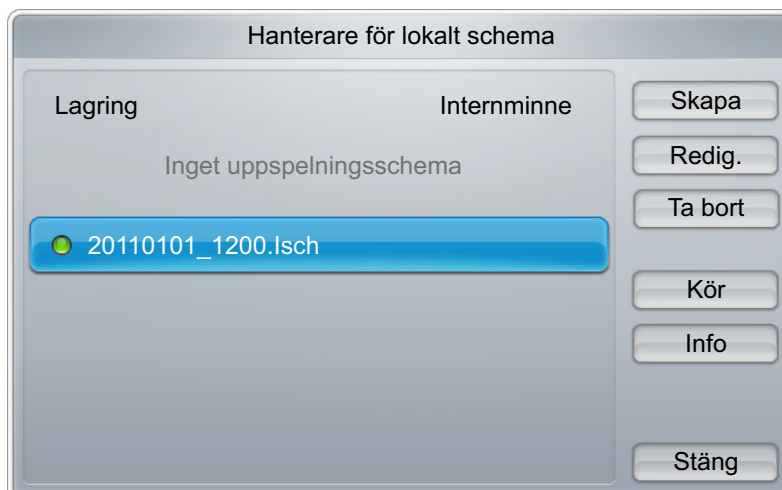 Hanterare för lokalt schema
Lagring Internminne
Inget uppspelningsschema
20110101_1200.lsch
Skapa
Redig.
Ta bort
Kör
Info
Stäng